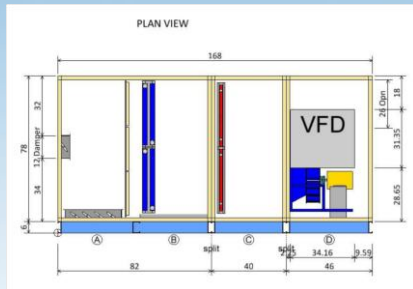 PLAN VIEW
168
32
12 Damper
34
78
6
VFD
26 Opn
18
31.35
28.65
A
B
C
D
split
split
2.25
34.16
9.59
82
40
46